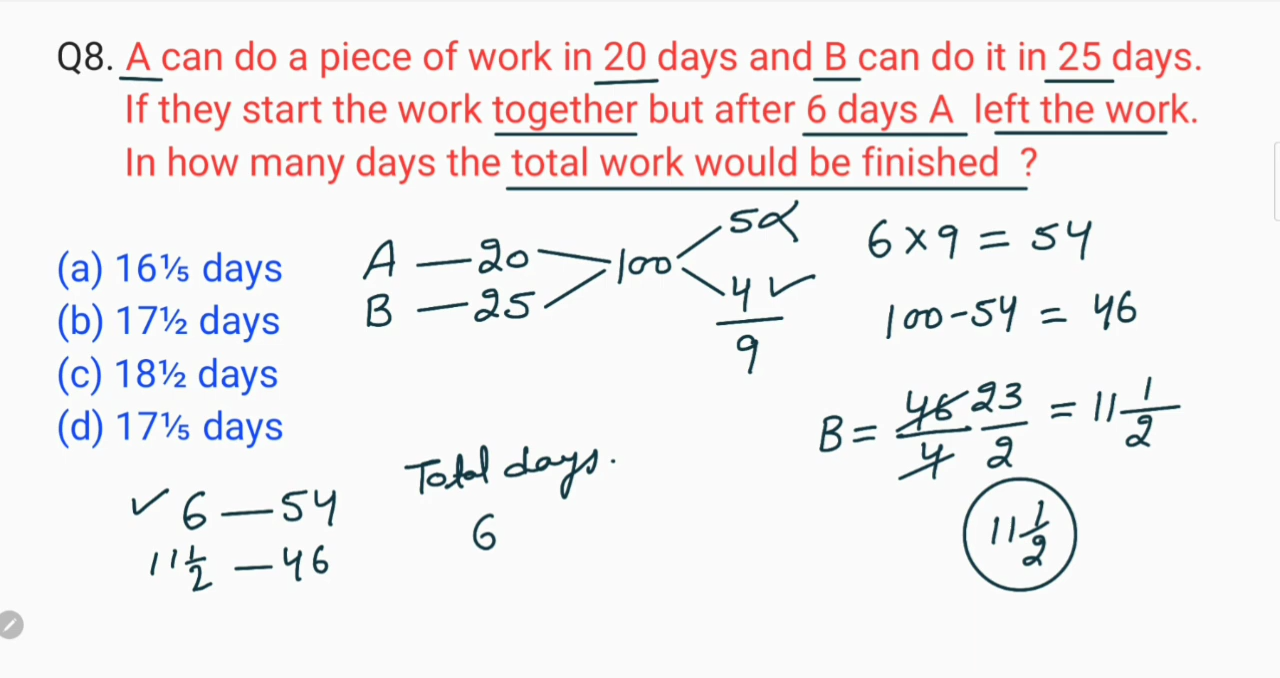 Q8. A can do a piece of work in 20 days and B can do it in 25 days.
If they start the work together but after 6 days A left the work.
In how many days the total work would be finished ?
(a) 16⅕ days
(b) 17½ days
(c) 18½ days
(d) 17⅕ days
A — 20
B — 25
100
5
4 ✓
9
6 × 9 = 54
100 - 54 = 46
B = 46/4 23/2 = 11 1/2
11 1/2
Total days.
6
✓ 6 — 54
11 1/2 — 46